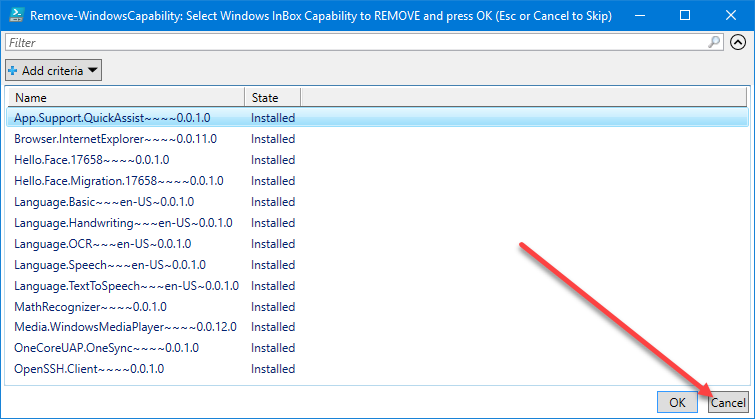 Remove-WindowsCapability: Select Windows InBox Capability to REMOVE and press OK (Esc or Cancel to Skip)
Filter
Add criteria
Name State
App.Support.QuickAssist~~~~0.0.1.0 Installed
Browser.InternetExplorer~~~~0.0.11.0 Installed
Hello.Face.17658~~~~0.0.1.0 Installed
Hello.Face.Migration.17658~~~~0.0.1.0 Installed
Language.Basic~~~en-US~0.0.1.0 Installed
Language.Handwriting~~~en-US~0.0.1.0 Installed
Language.OCR~~~en-US~0.0.1.0 Installed
Language.Speech~~~en-US~0.0.1.0 Installed
Language.TextToSpeech~~~en-US~0.0.1.0 Installed
MathRecognizer~~~~0.0.1.0 Installed
Media.WindowsMediaPlayer~~~~0.0.12.0 Installed
OneCoreUAP.OneSync~~~~0.0.1.0 Installed
OpenSSH.Client~~~~0.0.1.0 Installed
OK Cancel